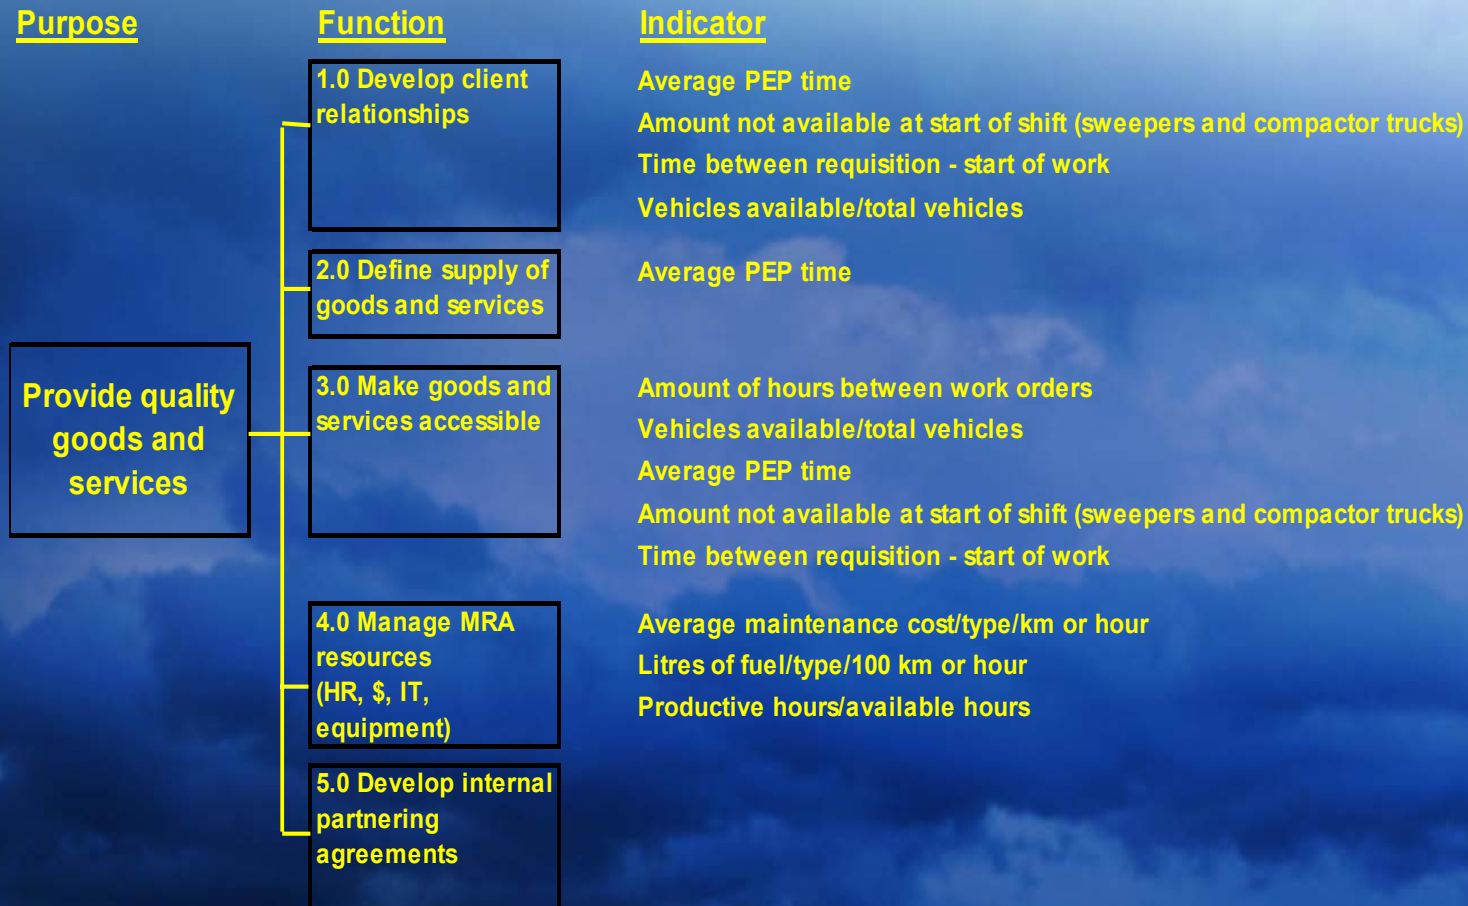 Purpose
Function
Indicator
Provide quality
goods and
services
1.0 Develop client
relationships
Average PEP time
Amount not available at start of shift (sweepers and compactor trucks)
Time between requisition - start of work
Vehicles available/total vehicles
2.0 Define supply of
goods and services
Average PEP time
3.0 Make goods and
services accessible
Amount of hours between work orders
Vehicles available/total vehicles
Average PEP time
Amount not available at start of shift (sweepers and compactor trucks)
Time between requisition - start of work
4.0 Manage MRA
resources
(HR, $, IT,
equipment)
Average maintenance cost/type/km or hour
Litres of fuel/type/100 km or hour
Productive hours/available hours
5.0 Develop internal
partnering
agreements